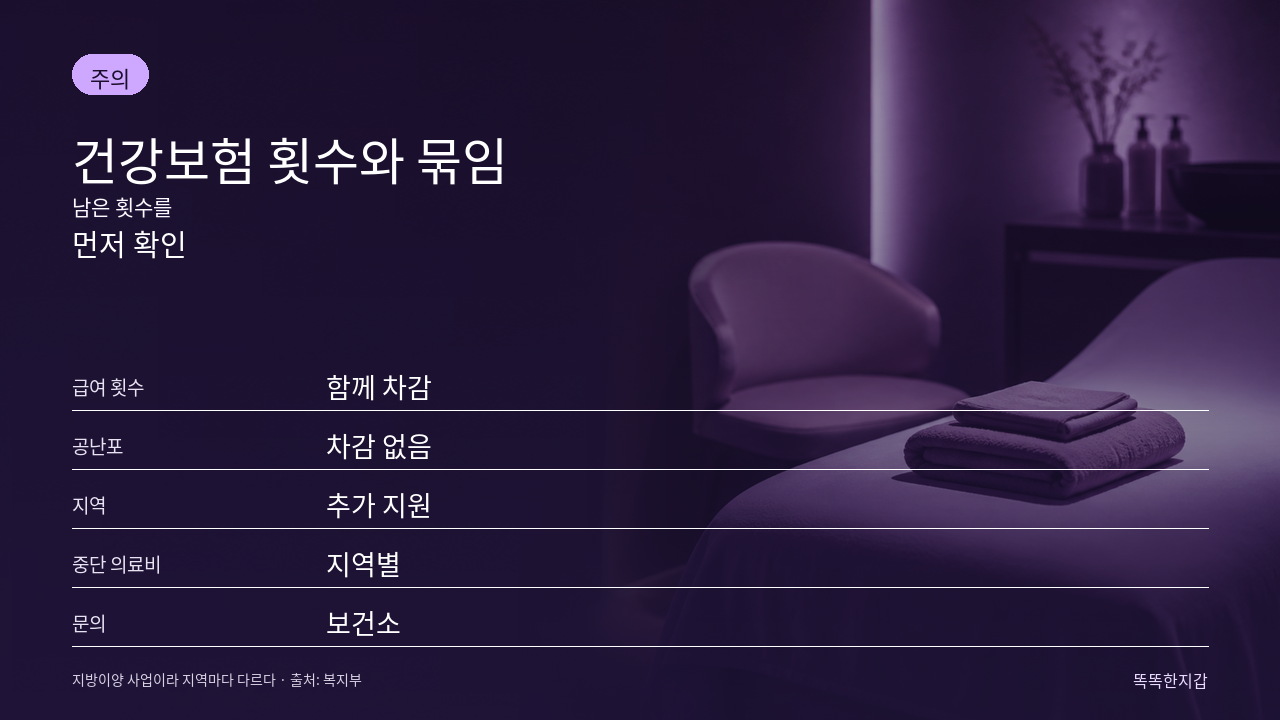 주의
건강보험 횟수와 묶임
남은 횟수를
먼저 확인
급여 횟수 함께 차감
공난포 차감 없음
지역 추가 지원
중단 의료비 지역별
문의 보건소
지방이양 사업이라 지역마다 다르다 · 출처: 복지부
똑똑한지갑